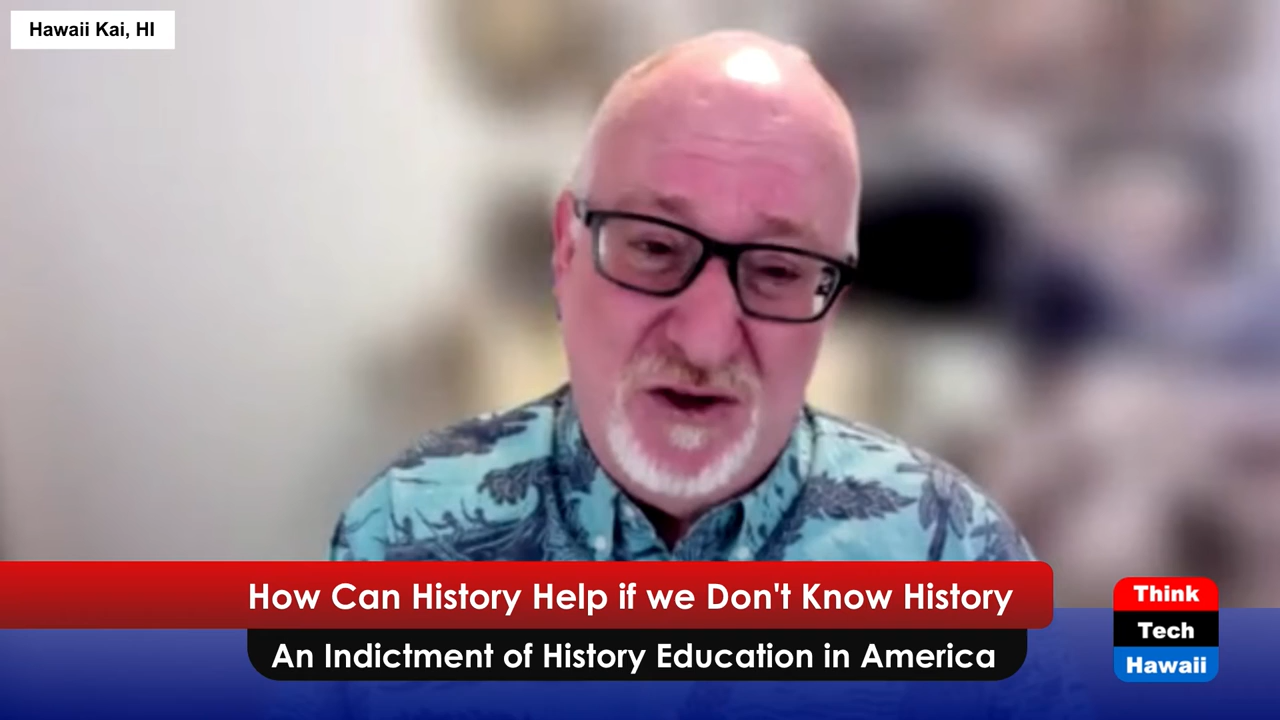 Hawaii Kai, HI
How Can History Help if we Don't Know History
An Indictment of History Education in America
Think
Tech
Hawaii